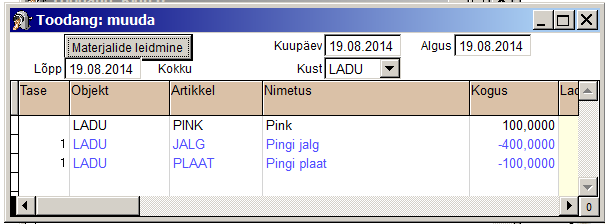 Toodang: muuda
Materjalide leidmine Kuupäev 19.08.2014 Algus 19.08.2014
Lõpp 19.08.2014 Kokku Kust LADU
Tase Objekt Artikkel Nimetus Kogus Lad
LADU PINK Pink 100,0000
1 LADU JALG Pingi jalg -400,0000
1 LADU PLAAT Pingi plaat -100,0000
0